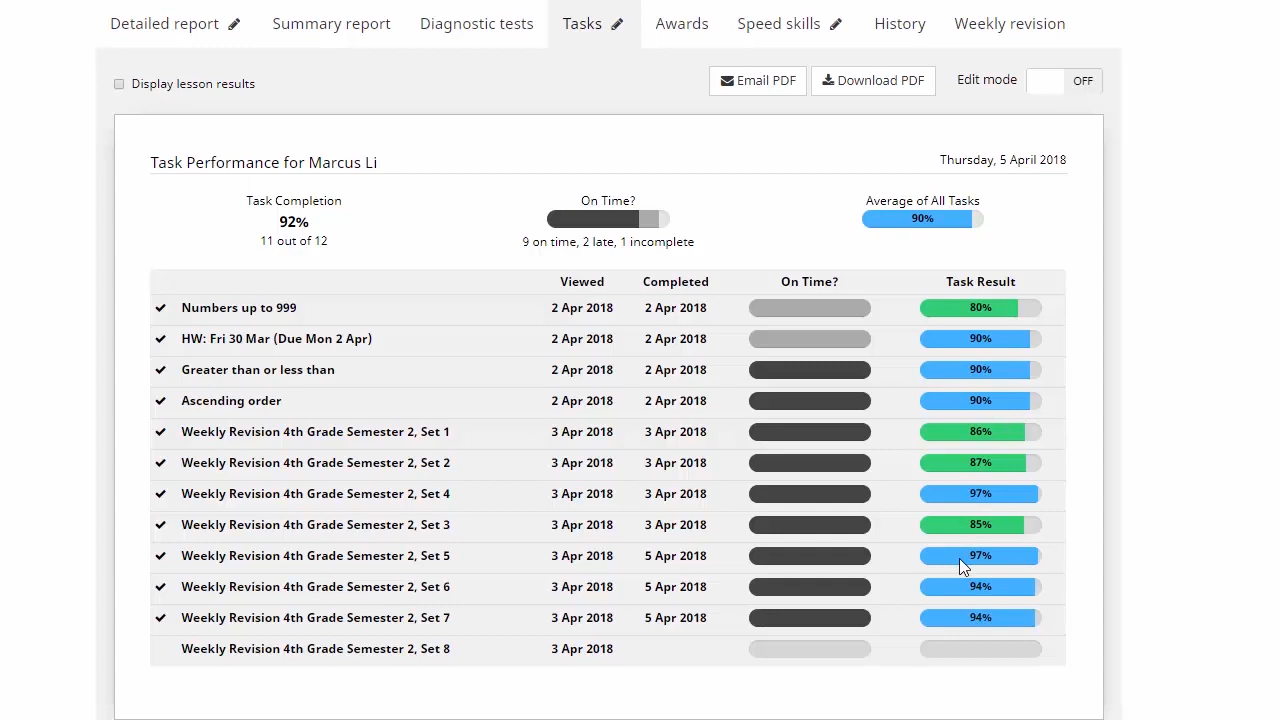 Detailed report Summary report Diagnostic tests Tasks Awards Speed skills History Weekly revision
Display lesson results Email PDF Download PDF Edit mode OFF
Task Performance for Marcus Li Thursday, 5 April 2018
Task Completion On Time? Average of All Tasks
92% 90%
11 out of 12 9 on time, 2 late, 1 incomplete
Viewed Completed On Time? Task Result
Numbers up to 999 2 Apr 2018 2 Apr 2018 80%
HW: Fri 30 Mar (Due Mon 2 Apr) 2 Apr 2018 2 Apr 2018 90%
Greater than or less than 2 Apr 2018 2 Apr 2018 90%
Ascending order 2 Apr 2018 2 Apr 2018 90%
Weekly Revision 4th Grade Semester 2, Set 1 3 Apr 2018 3 Apr 2018 86%
Weekly Revision 4th Grade Semester 2, Set 2 3 Apr 2018 3 Apr 2018 87%
Weekly Revision 4th Grade Semester 2, Set 4 3 Apr 2018 3 Apr 2018 97%
Weekly Revision 4th Grade Semester 2, Set 3 3 Apr 2018 3 Apr 2018 85%
Weekly Revision 4th Grade Semester 2, Set 5 3 Apr 2018 5 Apr 2018 97%
Weekly Revision 4th Grade Semester 2, Set 6 3 Apr 2018 5 Apr 2018 94%
Weekly Revision 4th Grade Semester 2, Set 7 3 Apr 2018 5 Apr 2018 94%
Weekly Revision 4th Grade Semester 2, Set 8 3 Apr 2018